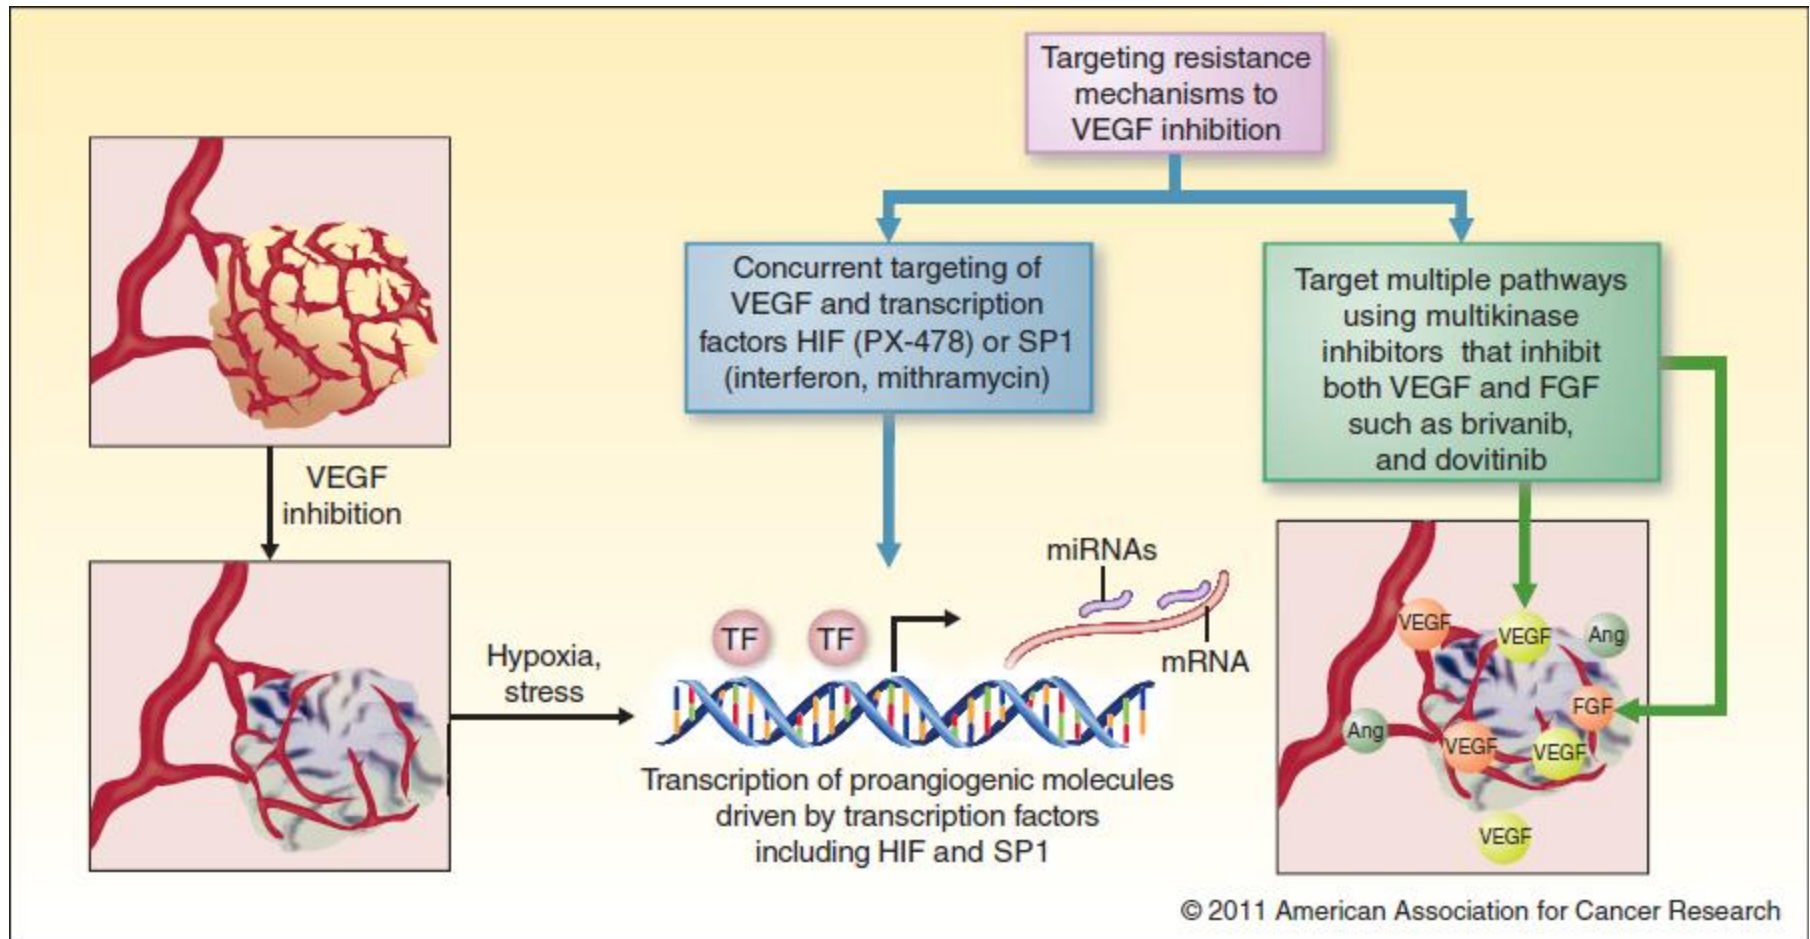 Targeting resistance
mechanisms to
VEGF inhibition
Concurrent targeting of
VEGF and transcription
factors HIF (PX-478) or SP1
(interferon, mithramycin)
Target multiple pathways
using multikinase
inhibitors that inhibit
both VEGF and FGF
such as brivanib,
and dovitinib
VEGF
inhibition
Hypoxia,
stress
TF
TF
miRNAs
mRNA
Transcription of proangiogenic molecules
driven by transcription factors
including HIF and SP1
VEGF
VEGF
Ang
FGF
Ang
VEGF
VEGF
VEGF
© 2011 American Association for Cancer Research